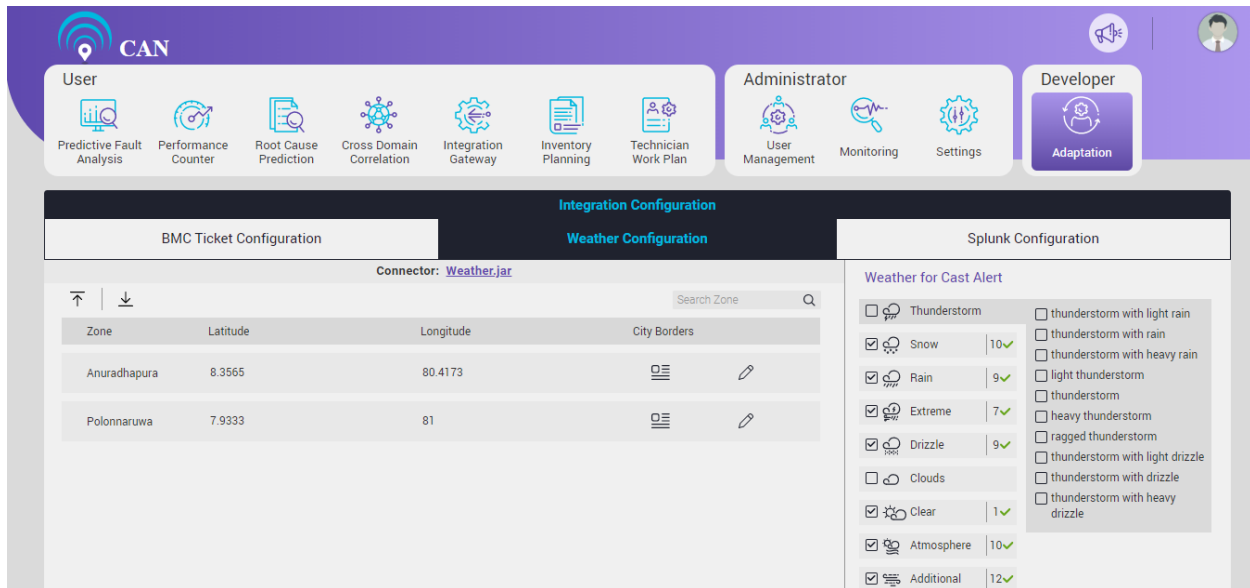 CAN
User
Administrator
Developer
Predictive Fault
Analysis
Performance
Counter
Root Cause
Prediction
Cross Domain
Correlation
Integration
Gateway
Inventory
Planning
Technician
Work Plan
User
Management
Monitoring
Settings
Adaptation
Integration Configuration
BMC Ticket Configuration
Weather Configuration
Splunk Configuration
Connector: Weather.jar
Search Zone
Zone Latitude Longitude City Borders
Anuradhapura 8.3565 80.4173
Polonnaruwa 7.9333 81
Weather for Cast Alert
Thunderstorm
Snow 10
Rain 9
Extreme 7
Drizzle 9
Clouds
Clear 1
Atmosphere 10
Additional 12
thunderstorm with light rain
thunderstorm with rain
thunderstorm with heavy rain
light thunderstorm
thunderstorm
heavy thunderstorm
ragged thunderstorm
thunderstorm with light drizzle
thunderstorm with drizzle
thunderstorm with heavy
drizzle